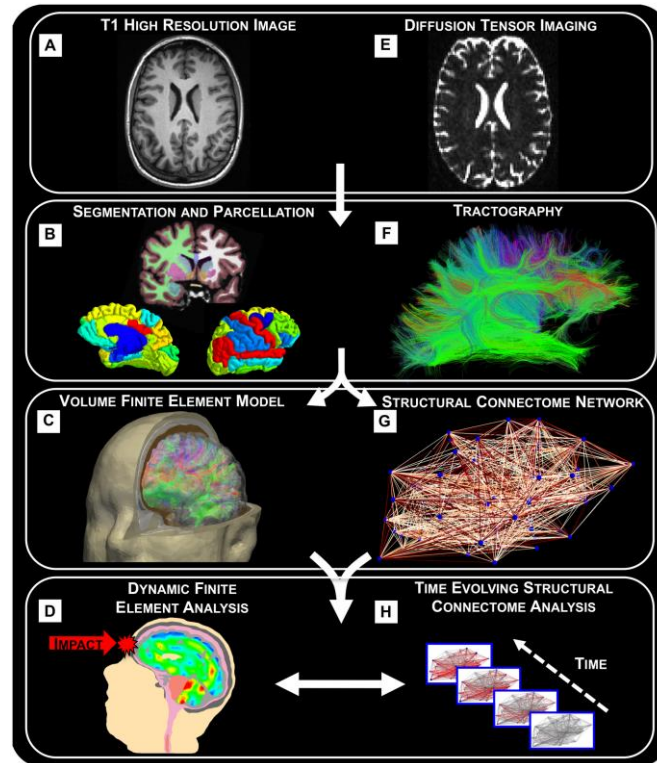 T1 HIGH RESOLUTION IMAGE
DIFFUSION TENSOR IMAGING
A
E
SEGMENTATION AND PARCELLATION
TRACTOGRAPHY
B
F
VOLUME FINITE ELEMENT MODEL
STRUCTURAL CONNECTOME NETWORK
C
G
DYNAMIC FINITE
ELEMENT ANALYSIS
D
IMPACT
TIME EVOLVING STRUCTURAL
CONNECTOME ANALYSIS
H
TIME